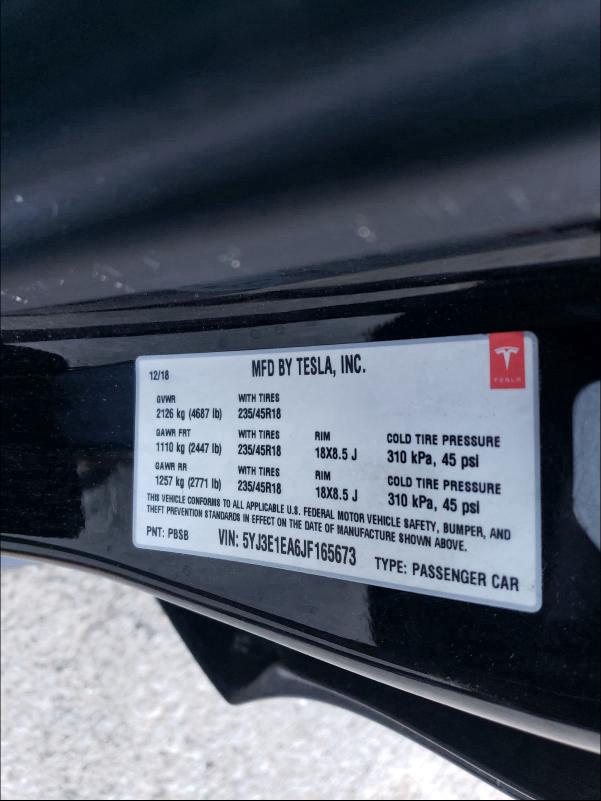 12/18 MFD BY TESLA, INC.
TESLA
GVWR WITH TIRES
2126 kg (4687 lb) 235/45R18
GAWR FRT WITH TIRES RIM COLD TIRE PRESSURE
1110 kg (2447 lb) 235/45R18 18X8.5 J 310 kPa, 45 psi
GAWR RR WITH TIRES RIM COLD TIRE PRESSURE
1257 kg (2771 lb) 235/45R18 18X8.5 J 310 kPa, 45 psi
THIS VEHICLE CONFORMS TO ALL APPLICABLE U.S. FEDERAL MOTOR VEHICLE SAFETY, BUMPER, AND
THEFT PREVENTION STANDARDS IN EFFECT ON THE DATE OF MANUFACTURE SHOWN ABOVE.
PNT: PBSB VIN: 5YJ3E1EA6JF165673 TYPE: PASSENGER CAR